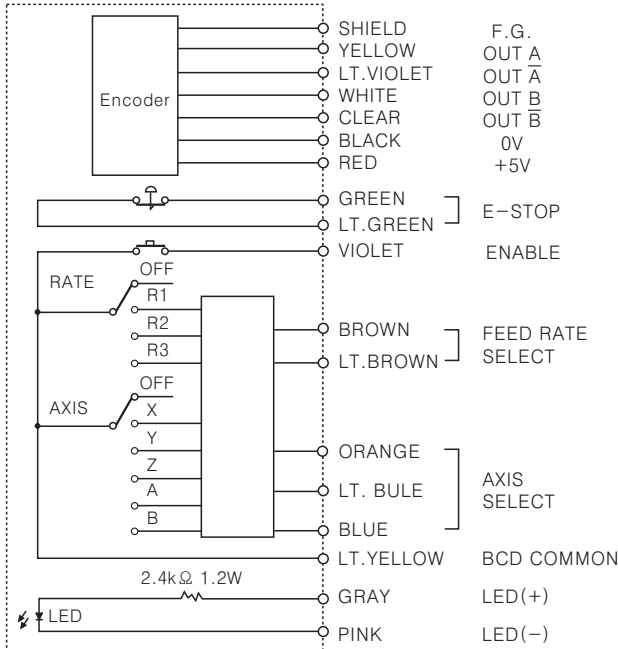 SHIELD F.G.
YELLOW OUT A
LT.VIOLET OUT A̅
Encoder WHITE OUT B
CLEAR OUT B̅
BLACK 0V
RED +5V
GREEN
LT.GREEN E-STOP
VIOLET ENABLE
RATE OFF
R1
R2 BROWN FEED RATE
R3 LT.BROWN SELECT
OFF
AXIS X
Y ORANGE
Z
A LT. BULE AXIS
SELECT
B BLUE
LT.YELLOW BCD COMMON
2.4kΩ 1.2W
GRAY LED(+)
LED
PINK LED(-)